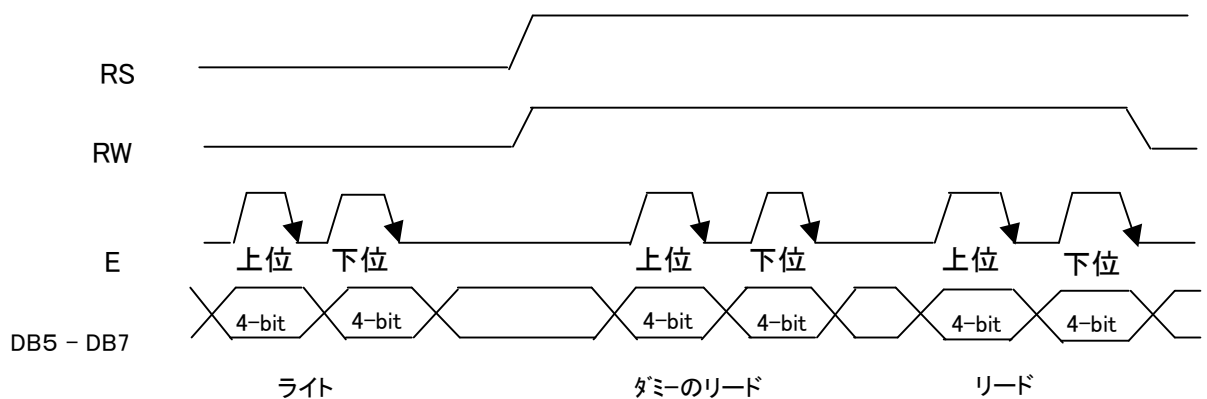 RS
RW
E
上位 下位 上位 下位 上位 下位
4-bit 4-bit 4-bit 4-bit 4-bit 4-bit
DB5 - DB7
ライト ダミーのリード リード